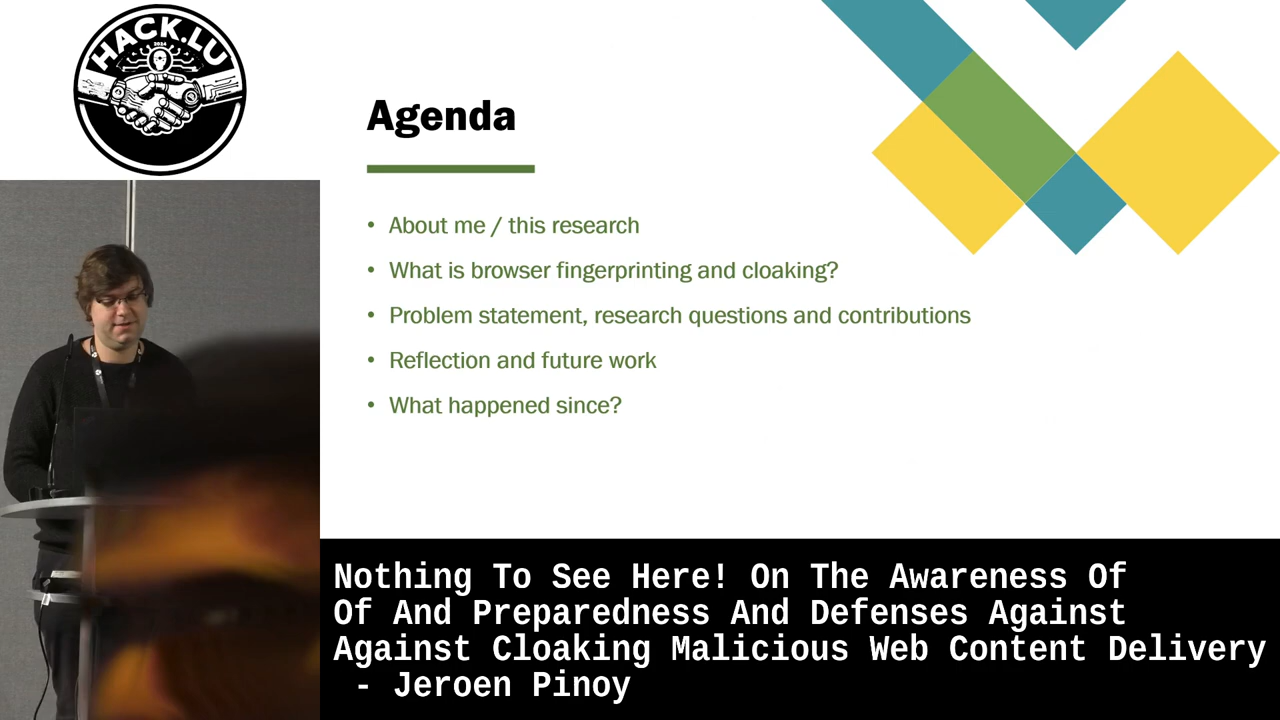 HACK.LU
2024
Agenda
• About me / this research
• What is browser fingerprinting and cloaking?
• Problem statement, research questions and contributions
• Reflection and future work
• What happened since?
Nothing To See Here! On The Awareness Of
Of And Preparedness And Defenses Against
Against Cloaking Malicious Web Content Delivery
- Jeroen Pinoy